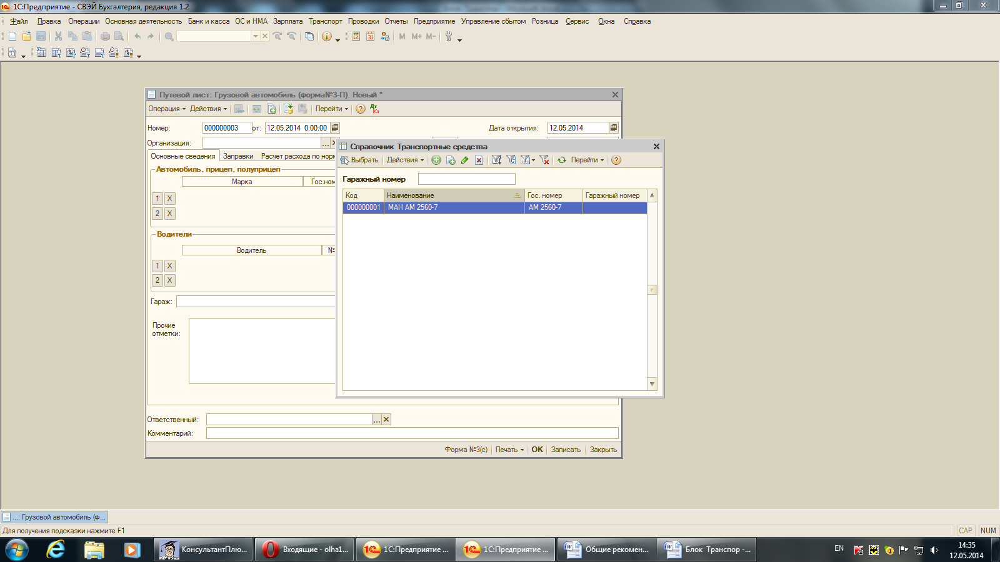 1С:Предприятие - СВЭЙ Бухгалтерия, редакция 1.2
Файл Правка Операции Основная деятельность Банк и касса ОС и НМА Зарплата Транспорт Проводки Отчеты Предприятие Управление сбытом Розница Сервис Окна Справка
M M+ M−
Путевой лист: Грузовой автомобиль (форма№3-П). Новый *
Операция Действия Перейти
Номер: 000000003 от: 12.05.2014 0:00:00 Дата открытия: 12.05.2014
Организация:
Основные сведения Заправки Расчет расхода по норм
Автомобиль, прицеп, полуприцеп
Марка Гос.ном
1 X
2 X
Водители
Водитель №
1 X
2 X
Гараж:
Прочие
отметки:
Ответственный:
Комментарий:
Форма №3(с) Печать OK Записать Закрыть
Справочник Транспортные средства
Выбрать Действия Перейти
Гаражный номер
Код Наименование Гос. номер Гаражный номер
000000001 МАН АМ 2560-7 АМ 2560-7
...: Грузовой автомобиль (ф...
Для получения подсказки нажмите F1
CAP NUM
КонсультантПлю... Входящие - olha1... 1С:Предприятие ... 1С:Предприятие ... Общие рекомен... Блок Транспор -...
EN
14:35
12.05.2014